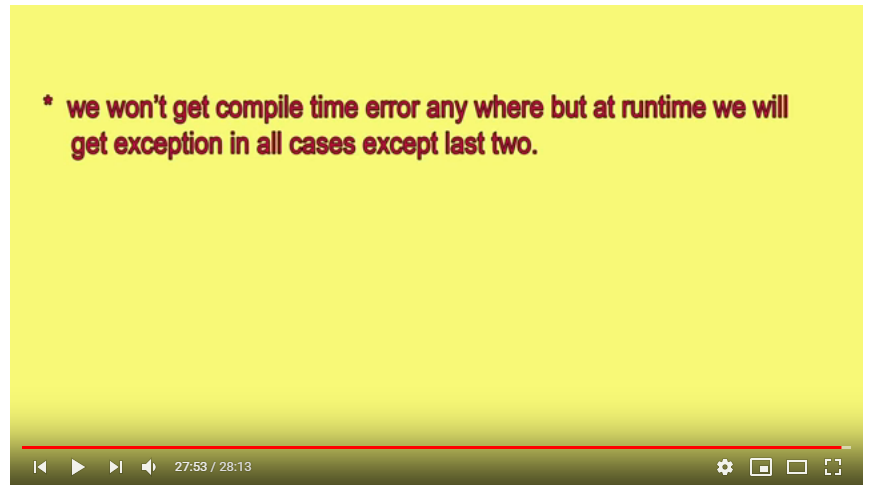 * we won't get compile time error any where but at runtime we will
get exception in all cases except last two.
27:53 / 28:13